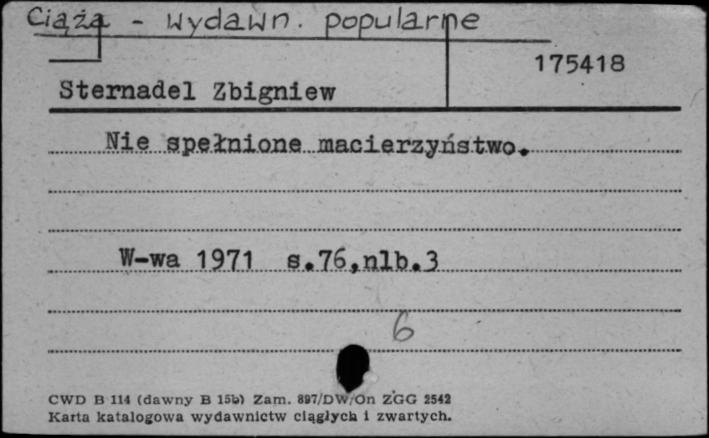 Ciąża - wydawn. popularne
175418
Sternadel Zbigniew
Nie spełnione macierzyństwo.
W-wa 1971 s.76,nlb.3
6
CWD B 114 (dawny B 15b) Zam. 897/DW/On ZGG 2542
Karta katalogowa wydawnictw ciągłych i zwartych.